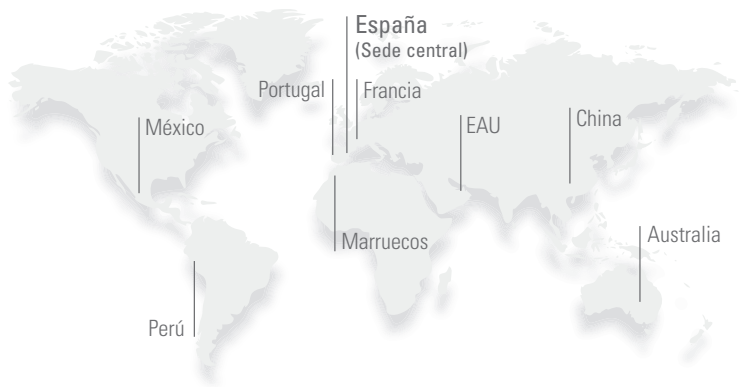 España
(Sede central)
Portugal
Francia
México
EAU
China
Marruecos
Australia
Perú